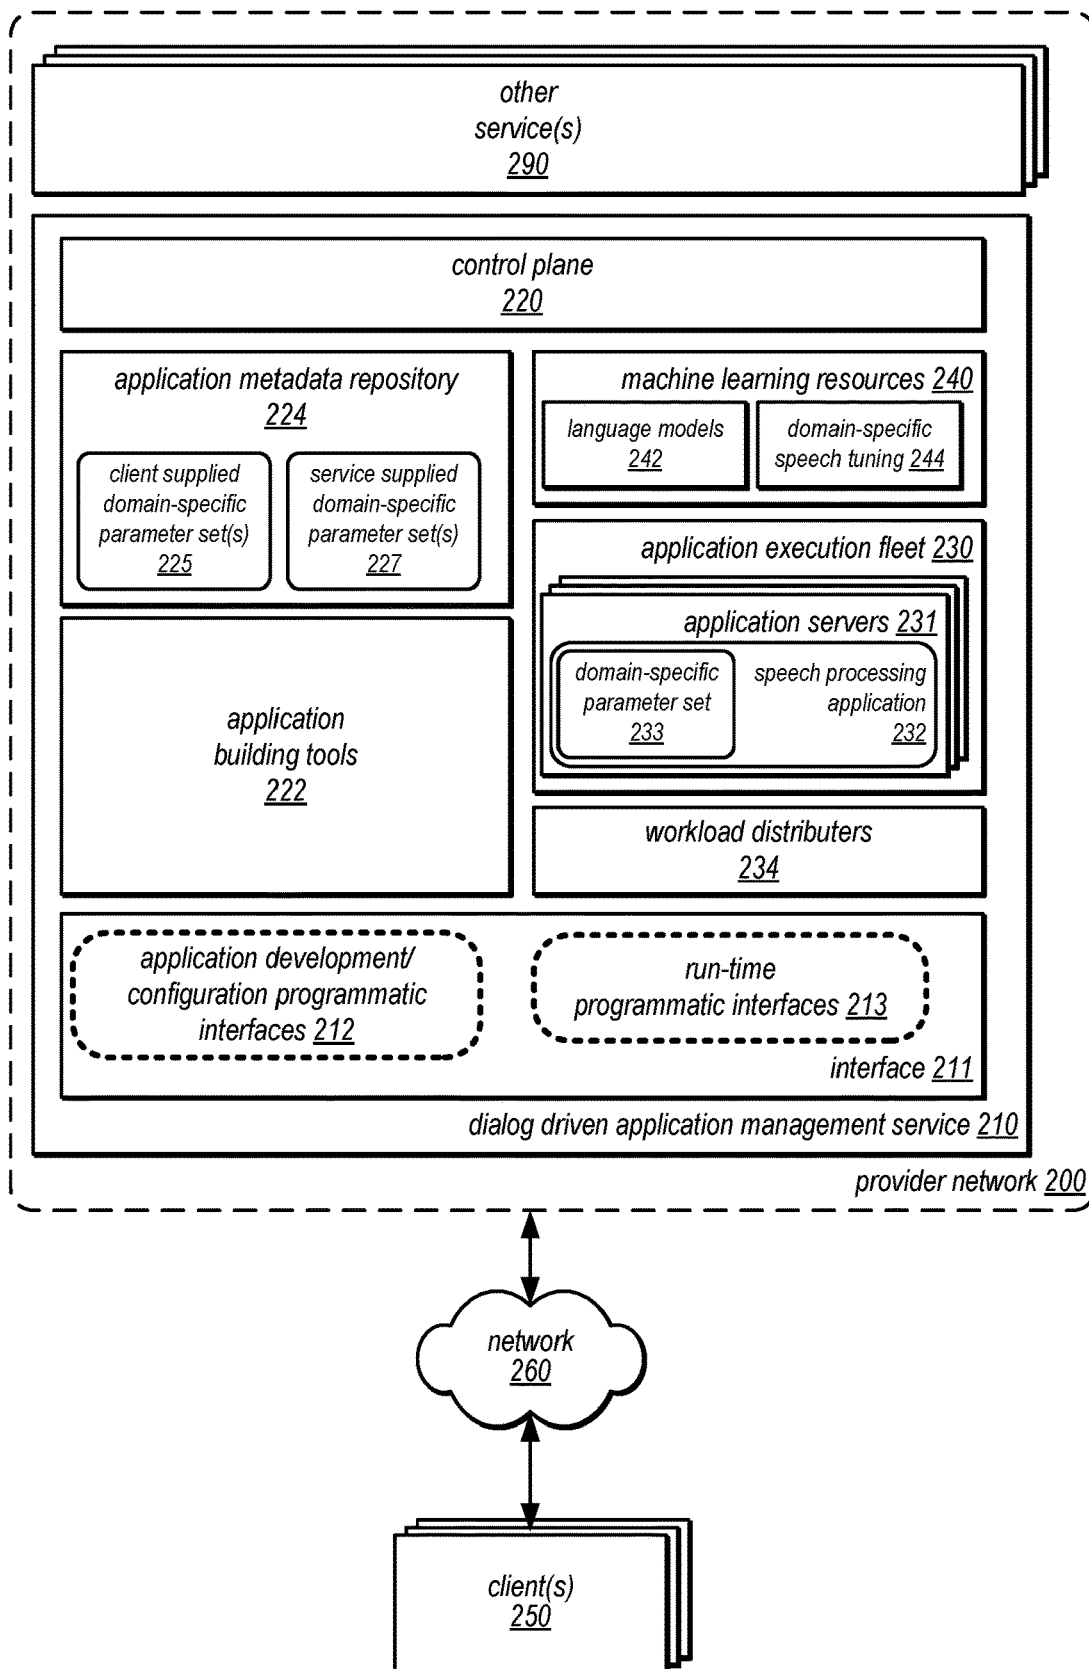 other
service(s)
290
control plane
220
application metadata repository
224
client supplied
domain-specific
parameter set(s)
225
service supplied
domain-specific
parameter set(s)
227
machine learning resources 240
language models
242
domain-specific
speech tuning 244
application execution fleet 230
application servers 231
domain-specific
parameter set
233
speech processing
application
232
application
building tools
222
workload distributers
234
application development/
configuration programmatic
interfaces 212
run-time
programmatic interfaces 213
interface 211
dialog driven application management service 210
provider network 200
network
260
client(s)
250